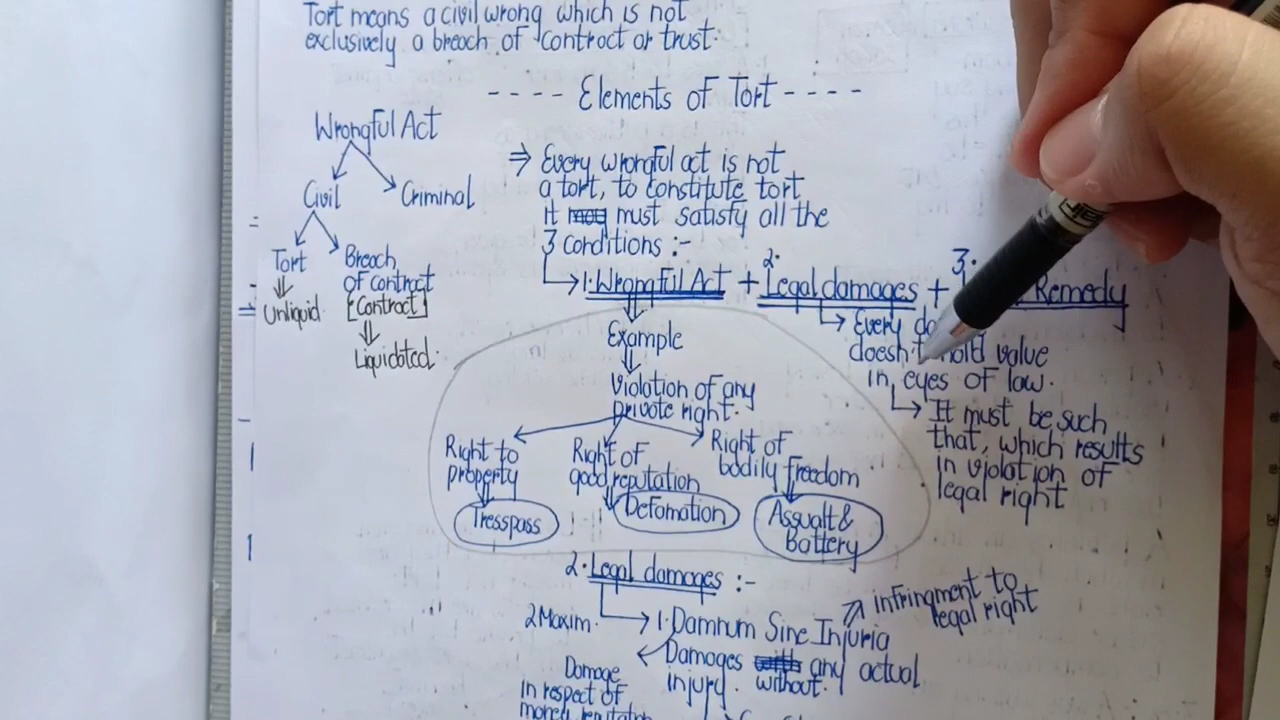 Tort means a civil wrong which is not
exclusively a breach of contract or trust.
---- Elements of Tort ----
Wrongful Act
Civil
Criminal
Tort
Breach
of contract
[Contract]
Unliquid
Liquidated
⇒ Every wrongful act is not
a tort, to constitute tort
it must satisfy all the
3 conditions :-
1. Wrongful Act + 2. Legal damages + 3. Remedy
Example
Violation of any
private right.
Right to
property
Tresspass
Right of
good reputation
Defamation
Right of
bodily freedom
Assualt &
Battery
Every
doesn't hold value
in eyes of law.
It must be such
that, which results
in violation of
legal right
2. Legal damages :-
2 Maxim.
1. Damnum Sine Injuria
infringment to
legal right
Damages any actual
injury. without.
Damage
in respect of
money reputation